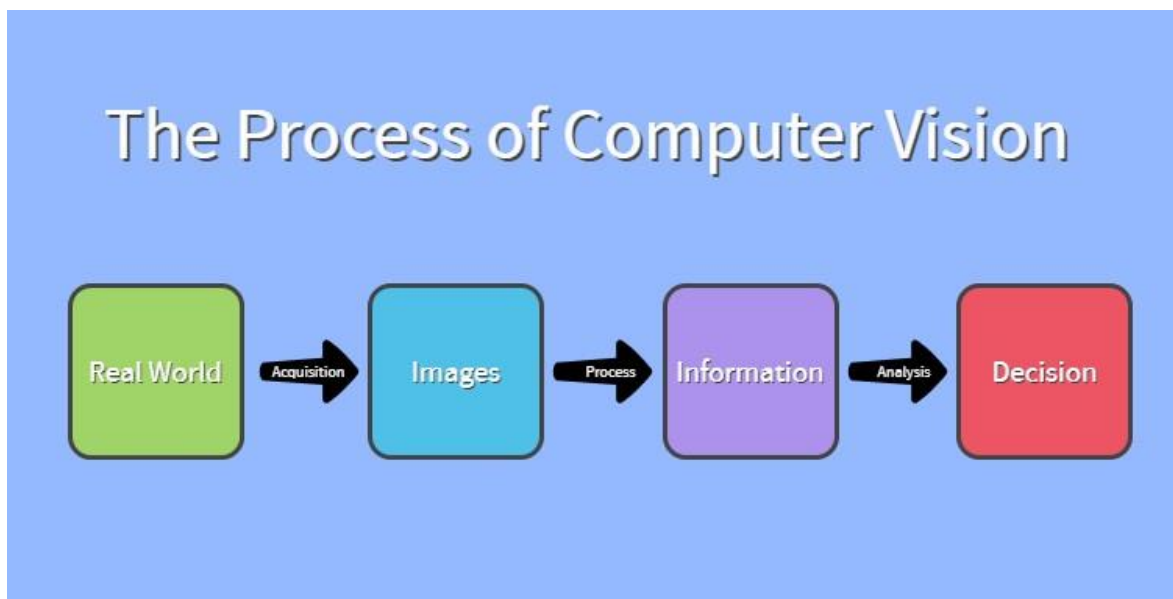 The Process of Computer Vision
Real World
Acquisition
Images
Process
Information
Analysis
Decision